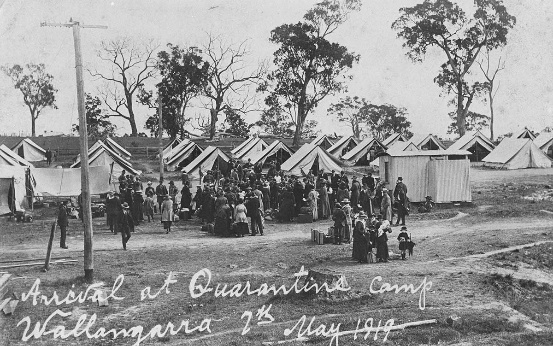 Arrival at Quarantine Camp
Wallangarra 7th May 1919